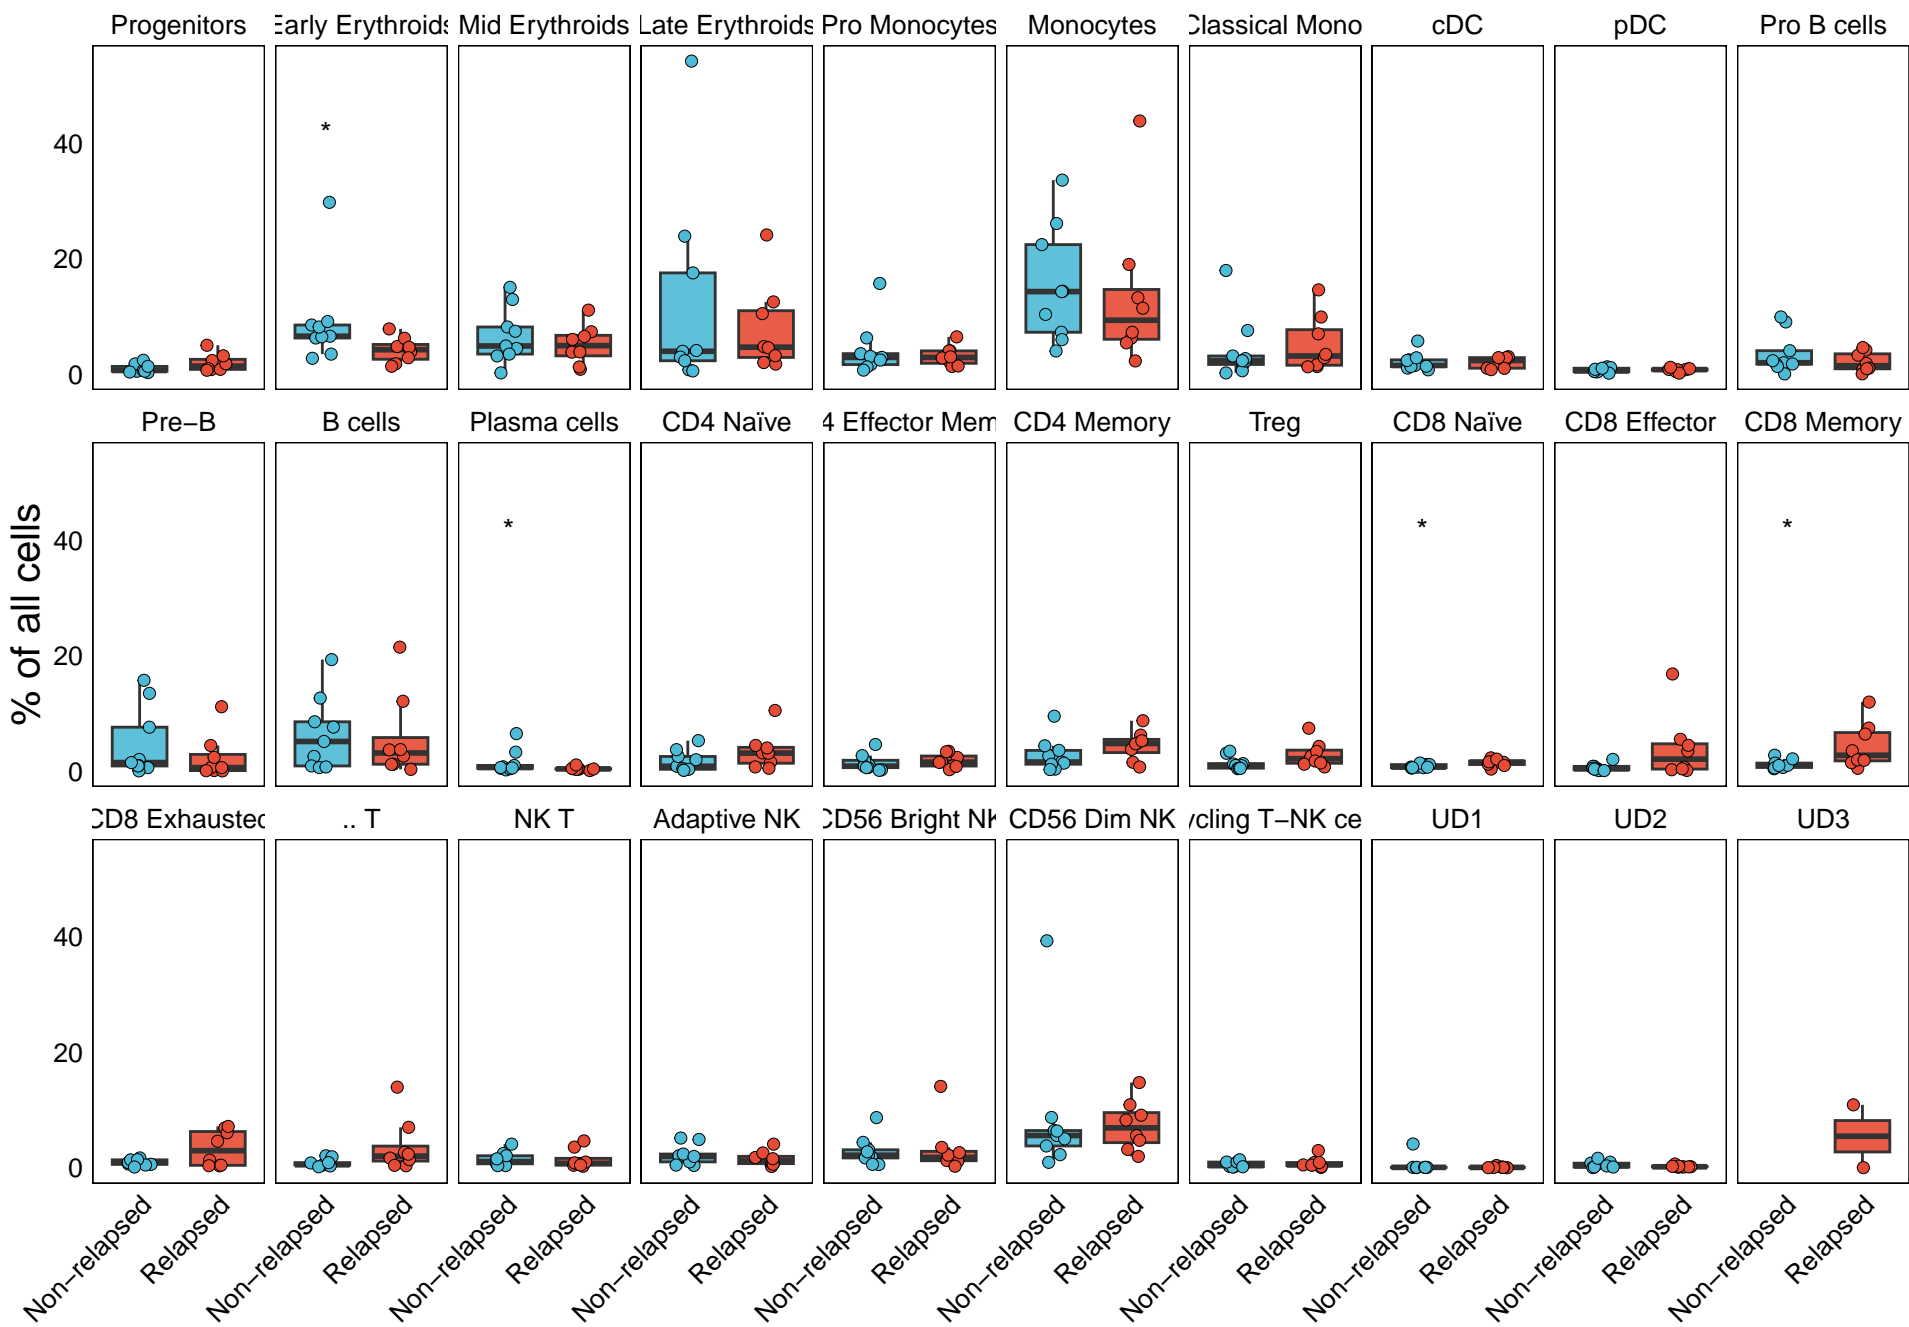 Progenitors
Early Erythroids
Mid Erythroids
Late Erythroids
Pro Monocytes
Monocytes
Classical Mono
cDC
pDC
Pro B cells
40
20
0
*
Pre−B
B cells
Plasma cells
CD4 Naïve
4 Effector Mem
CD4 Memory
Treg
CD8 Naïve
CD8 Effector
CD8 Memory
% of all cells
40
20
0
*
*
*
CD8 Exhausted
.. T
NK T
Adaptive NK
CD56 Bright NK
CD56 Dim NK
ycling T−NK ce
UD1
UD2
UD3
40
20
0
Non−relapsed
Relapsed
Non−relapsed
Relapsed
Non−relapsed
Relapsed
Non−relapsed
Relapsed
Non−relapsed
Relapsed
Non−relapsed
Relapsed
Non−relapsed
Relapsed
Non−relapsed
Relapsed
Non−relapsed
Relapsed
Non−relapsed
Relapsed